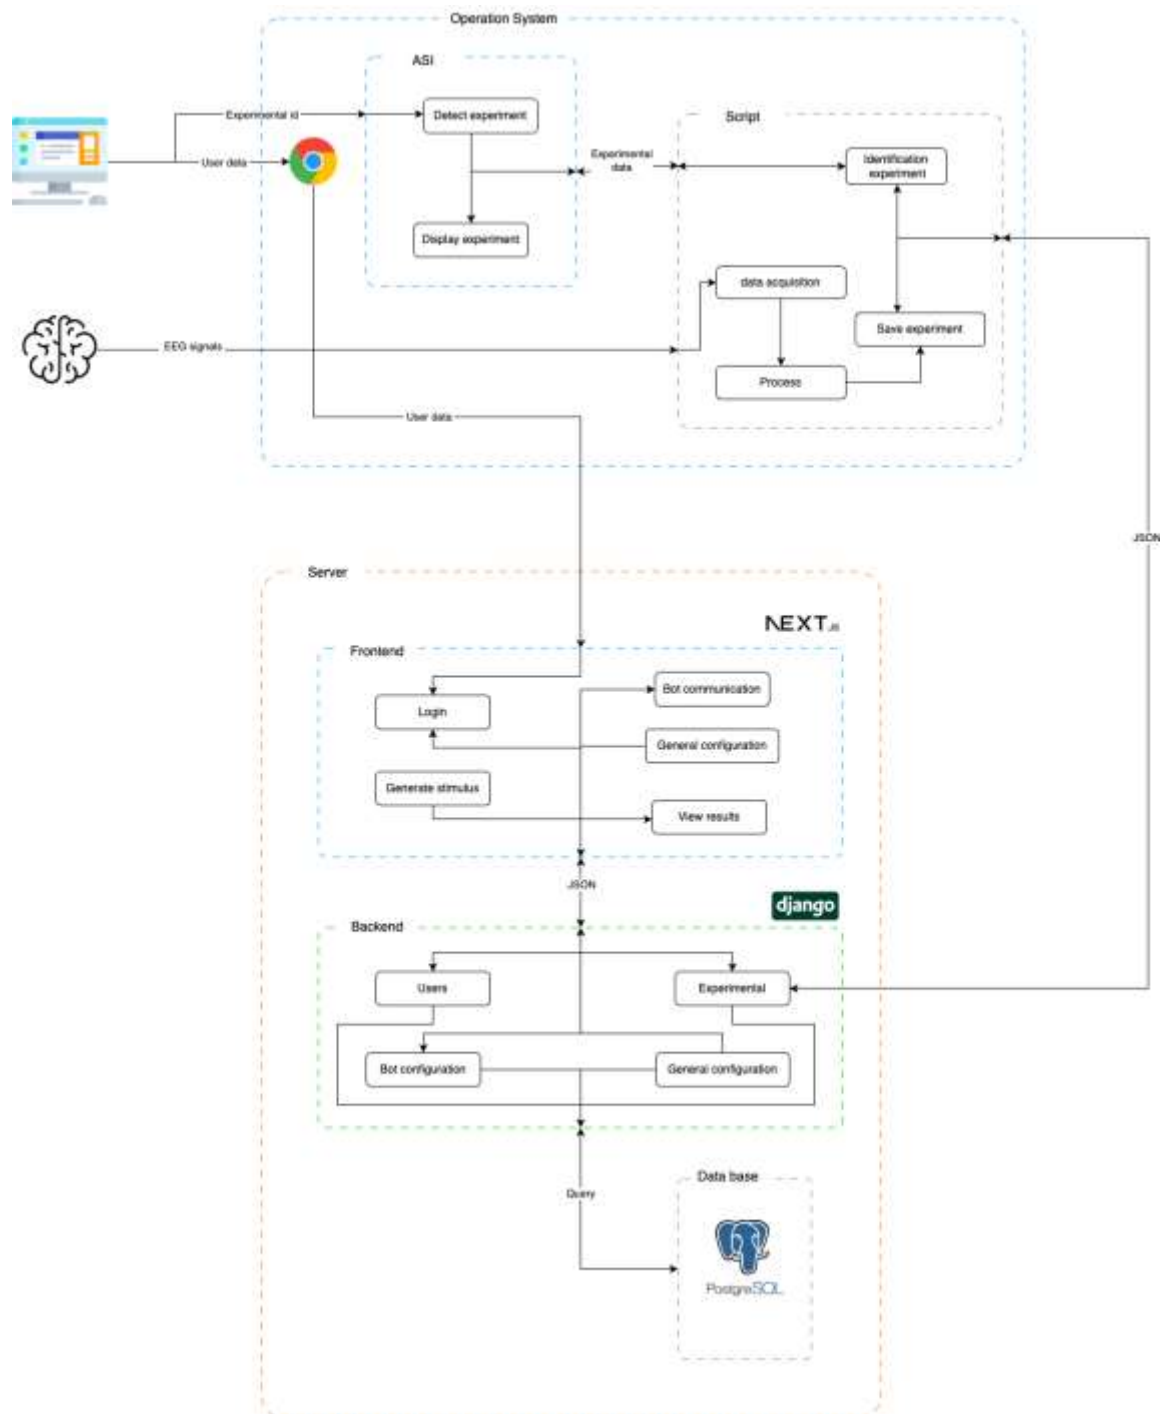 Operation System
ASI
Script
Experimental id
Detect experiment
User data
Experimental
data
Identification
experiment
Display experiment
data acquisition
Save experiment
EEG signals
Process
User data
JSON
Server
NEXT.JS
Frontend
Bot communication
Login
General configuration
Generate stimulus
View results
JSON
django
Backend
Users
Experimental
Bot configuration
General configuration
Data base
Query
PostgreSQL